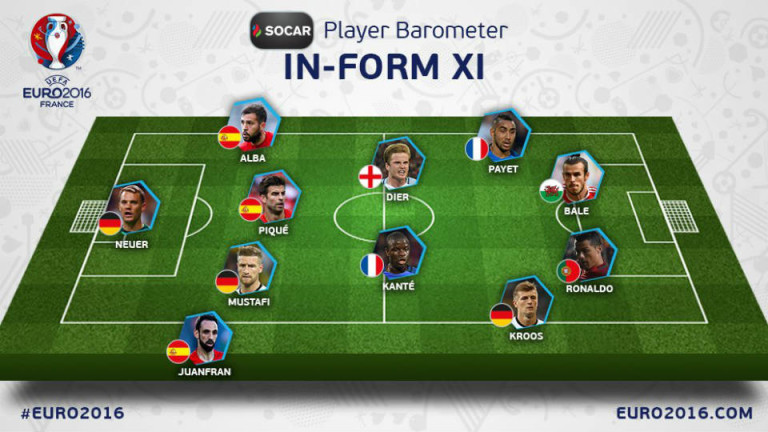 SOCAR Player Barometer
IN-FORM XI
UEFA
EURO2016
FRANCE
ALBA
PAYET
DIER
BALE
PIQUÉ
NEUER
KANTÉ
RONALDO
MUSTAFI
KROOS
JUANFRAN
#EURO2016
EURO2016.COM